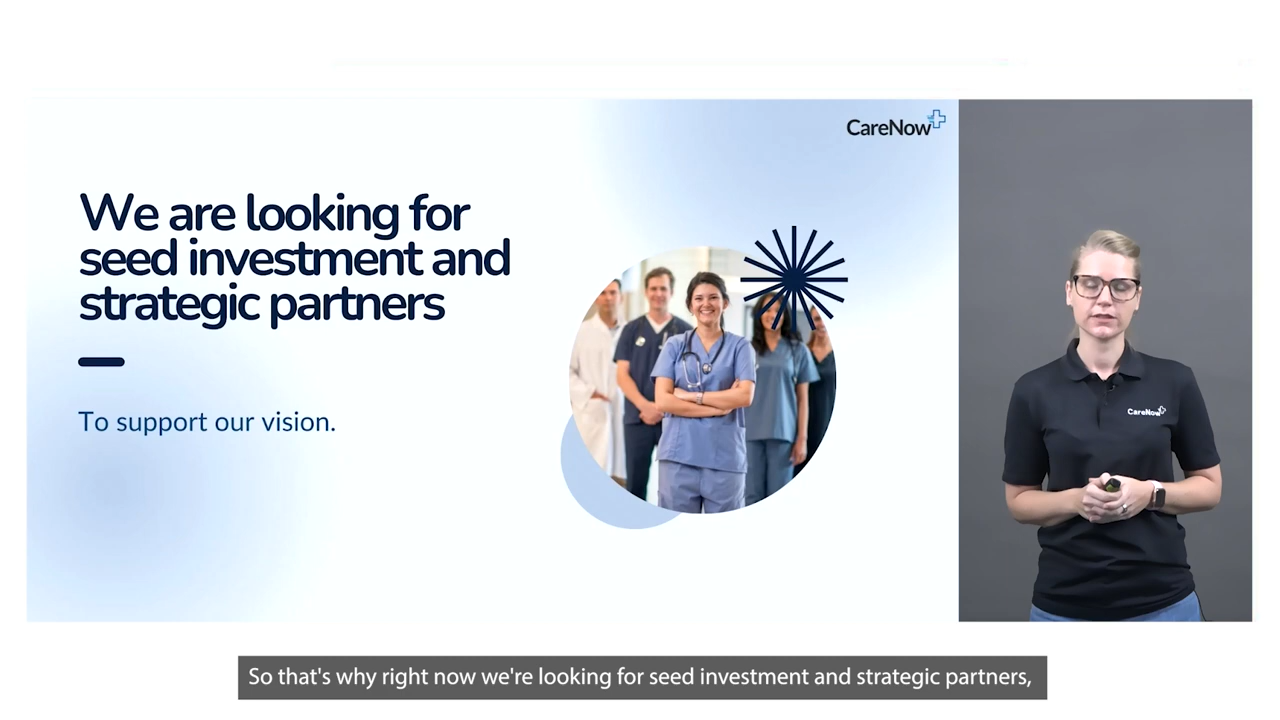 CareNow
We are looking for
seed investment and
strategic partners
To support our vision.
CareNow
So that's why right now we're looking for seed investment and strategic partners,